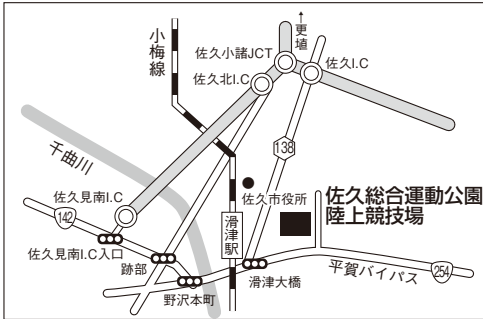 ↑更埴
小梅線
佐久小諸JCT
佐久I.C
佐久北I.C
138
千曲川
佐久市役所
佐久総合運動公園
陸上競技場
佐久見南I.C
142
滑津駅
佐久見南I.C入口
跡部
平賀バイパス
254
滑津大橋
野沢本町